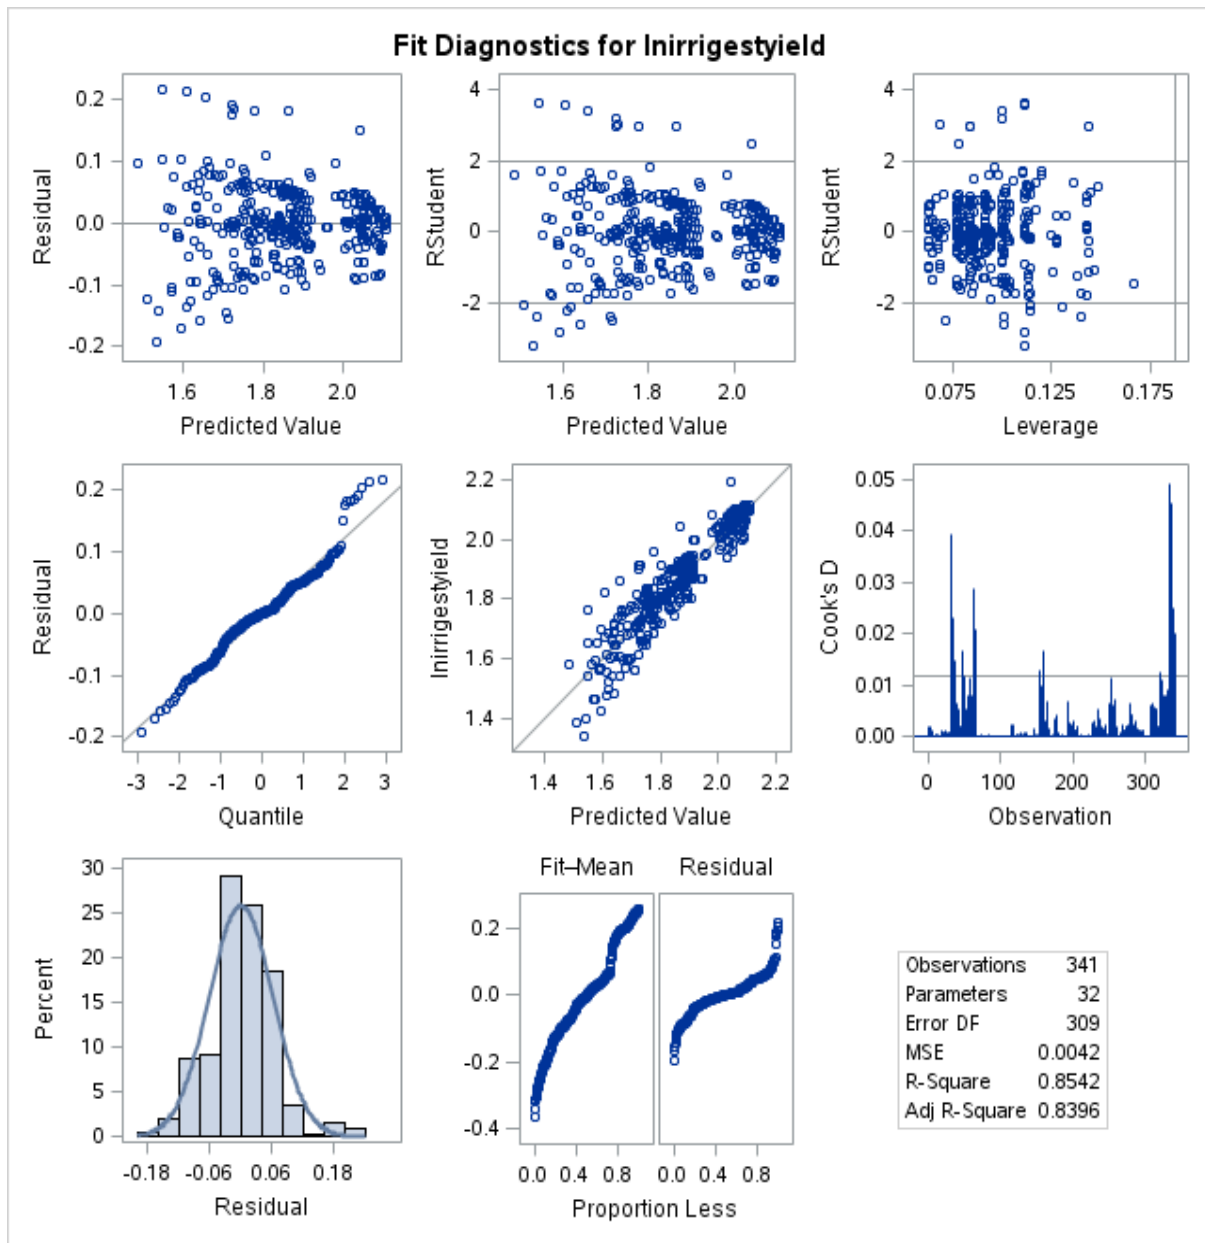 Fit Diagnostics for lnirrigestyield
0.2
0.1
0.0
-0.1
-0.2
Residual
1.6 1.8 2.0
Predicted Value
4
2
0
-2
RStudent
1.6 1.8 2.0
Predicted Value
4
2
0
-2
RStudent
0.075 0.125 0.175
Leverage
0.2
0.1
0.0
-0.1
-0.2
Residual
-3 -2 -1 0 1 2 3
Quantile
2.2
2.0
1.8
1.6
1.4
lnirrigestyield
1.4 1.6 1.8 2.0 2.2
Predicted Value
0.05
0.04
0.03
0.02
0.01
0.00
Cook's D
0 100 200 300
Observation
30
25
20
15
10
5
0
Percent
-0.18 -0.06 0.06 0.18
Residual
Fit–Mean Residual
0.2
0.0
-0.2
-0.4
0.0 0.4 0.8 0.0 0.4 0.8
Proportion Less
Observations 341
Parameters 32
Error DF 309
MSE 0.0042
R-Square 0.8542
Adj R-Square 0.8396